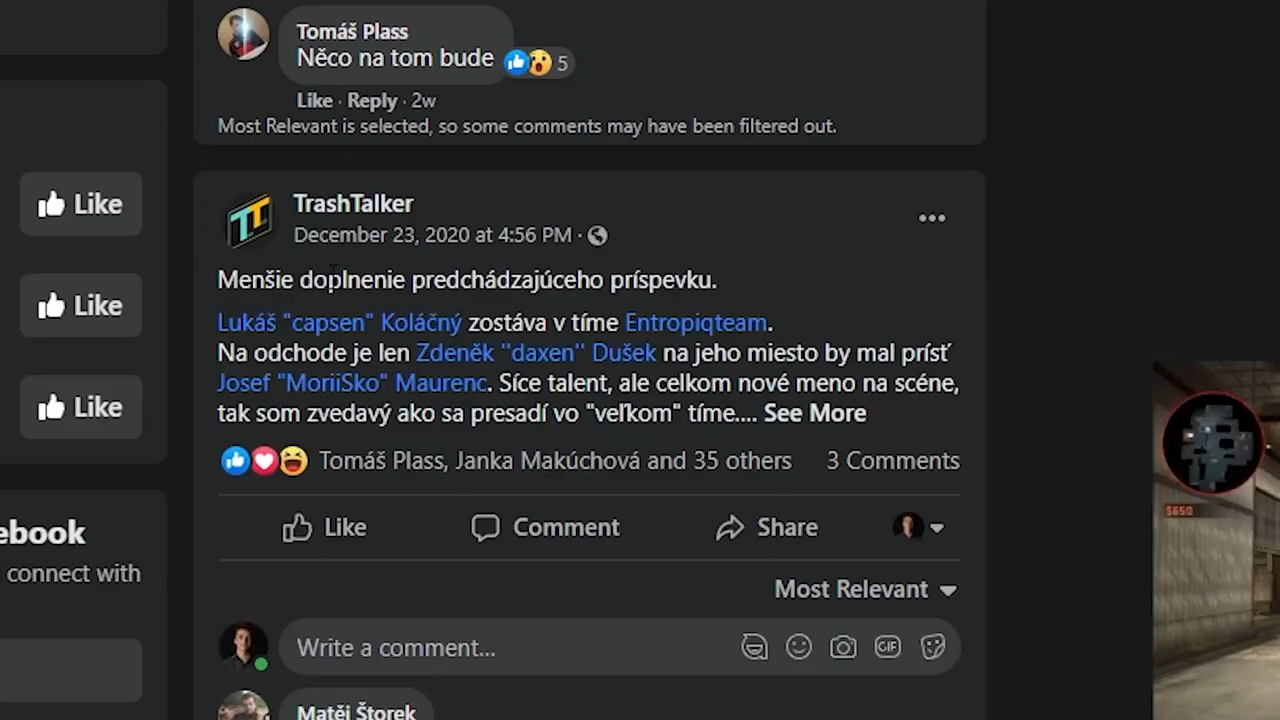 Tomáš Plass
Něco na tom bude
5
Like · Reply · 2w
Most Relevant is selected, so some comments may have been filtered out.
Like
TrashTalker
December 23, 2020 at 4:56 PM ·
Menšie doplnenie predchádzajúceho príspevku.
Like
Lukáš "capsen" Koláčný zostáva v tíme Entropiqteam.
Na odchode je len Zdeněk "daxen" Dušek na jeho miesto by mal prísť
Josef "MoriiSko" Maurenc. Síce talent, ale celkom nové meno na scéne,
tak som zvedavý ako sa presadí vo "veľkom" tíme.... See More
Like
Tomáš Plass, Janka Makúchová and 35 others 3 Comments
$650
Like Comment Share
ebook
connect with
Most Relevant
Write a comment...
GIF
Matěj Štorek